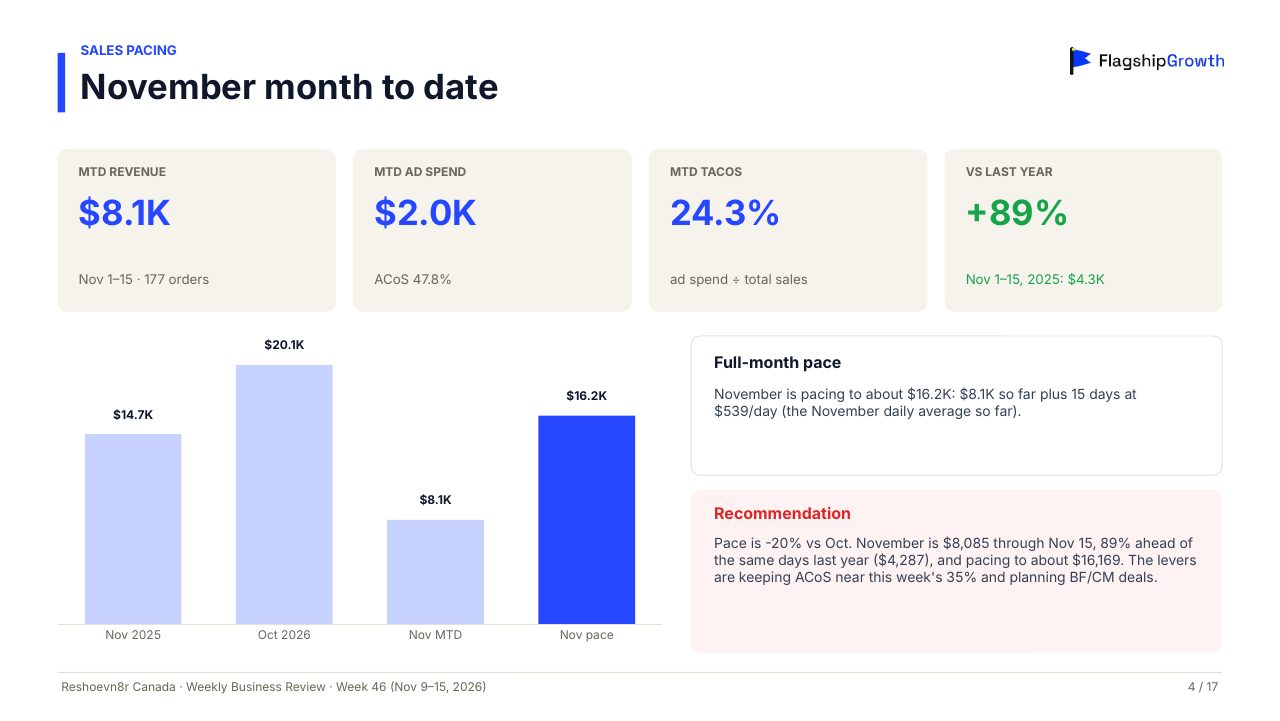 SALES PACING
November month to date
FlagshipGrowth
MTD REVENUE
$8.1K
Nov 1–15 · 177 orders
MTD AD SPEND
$2.0K
ACoS 47.8%
MTD TACOS
24.3%
ad spend ÷ total sales
VS LAST YEAR
+89%
Nov 1–15, 2025: $4.3K
$14.7K
$20.1K
$8.1K
$16.2K
Nov 2025
Oct 2026
Nov MTD
Nov pace
Full-month pace
November is pacing to about $16.2K: $8.1K so far plus 15 days at
$539/day (the November daily average so far).
Recommendation
Pace is -20% vs Oct. November is $8,085 through Nov 15, 89% ahead of
the same days last year ($4,287), and pacing to about $16,169. The levers
are keeping ACoS near this week's 35% and planning BF/CM deals.
Reshoevn8r Canada · Weekly Business Review · Week 46 (Nov 9–15, 2026)
4 / 17